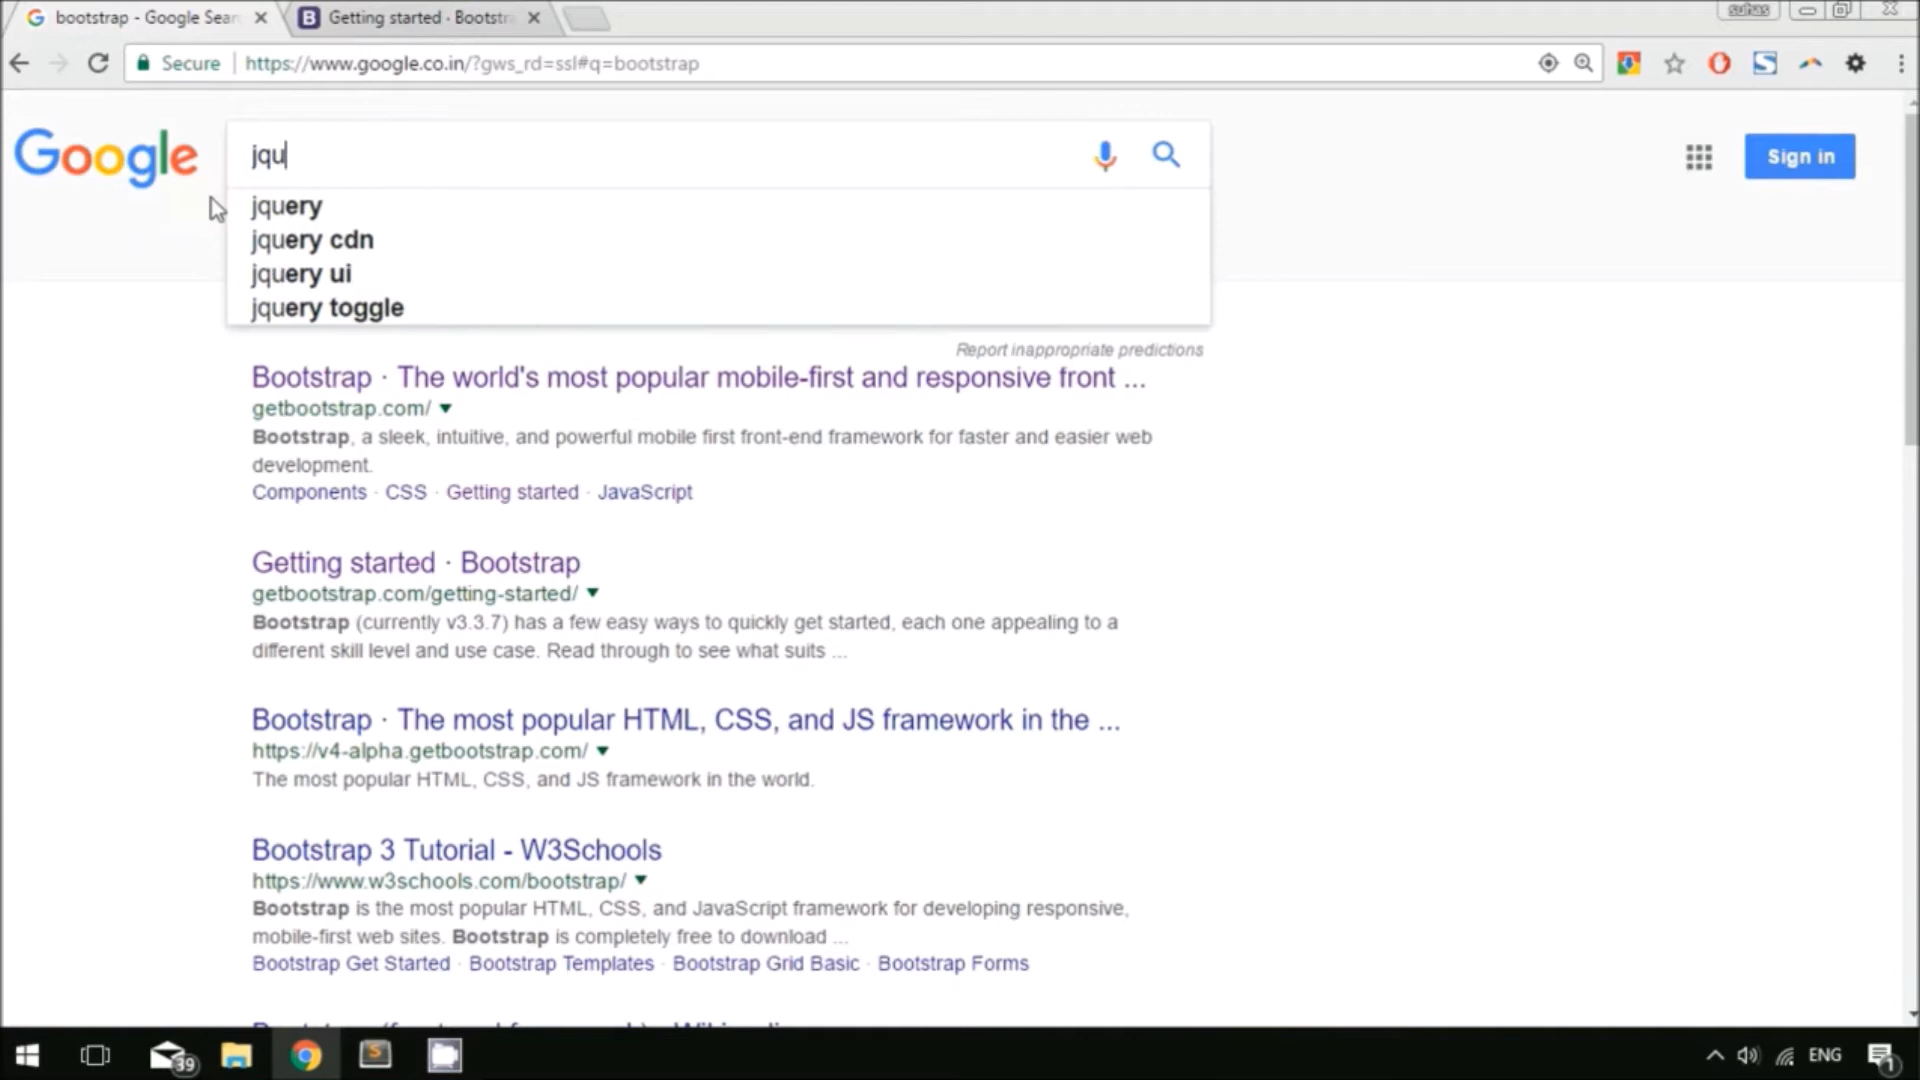 bootstrap - Google Sear
Getting started · Bootstr
suhas
Secure
https://www.google.co.in/?gws_rd=ssl#q=bootstrap
Google
jqu
Sign in
jquery
jquery cdn
jquery ui
jquery toggle
Report inappropriate predictions
Bootstrap · The world's most popular mobile-first and responsive front ...
getbootstrap.com/
Bootstrap, a sleek, intuitive, and powerful mobile first front-end framework for faster and easier web
development.
Components · CSS · Getting started · JavaScript
Getting started · Bootstrap
getbootstrap.com/getting-started/
Bootstrap (currently v3.3.7) has a few easy ways to quickly get started, each one appealing to a
different skill level and use case. Read through to see what suits ...
Bootstrap · The most popular HTML, CSS, and JS framework in the ...
https://v4-alpha.getbootstrap.com/
The most popular HTML, CSS, and JS framework in the world.
Bootstrap 3 Tutorial - W3Schools
https://www.w3schools.com/bootstrap/
Bootstrap is the most popular HTML, CSS, and JavaScript framework for developing responsive,
mobile-first web sites. Bootstrap is completely free to download ...
Bootstrap Get Started · Bootstrap Templates · Bootstrap Grid Basic · Bootstrap Forms
39
ENG
1